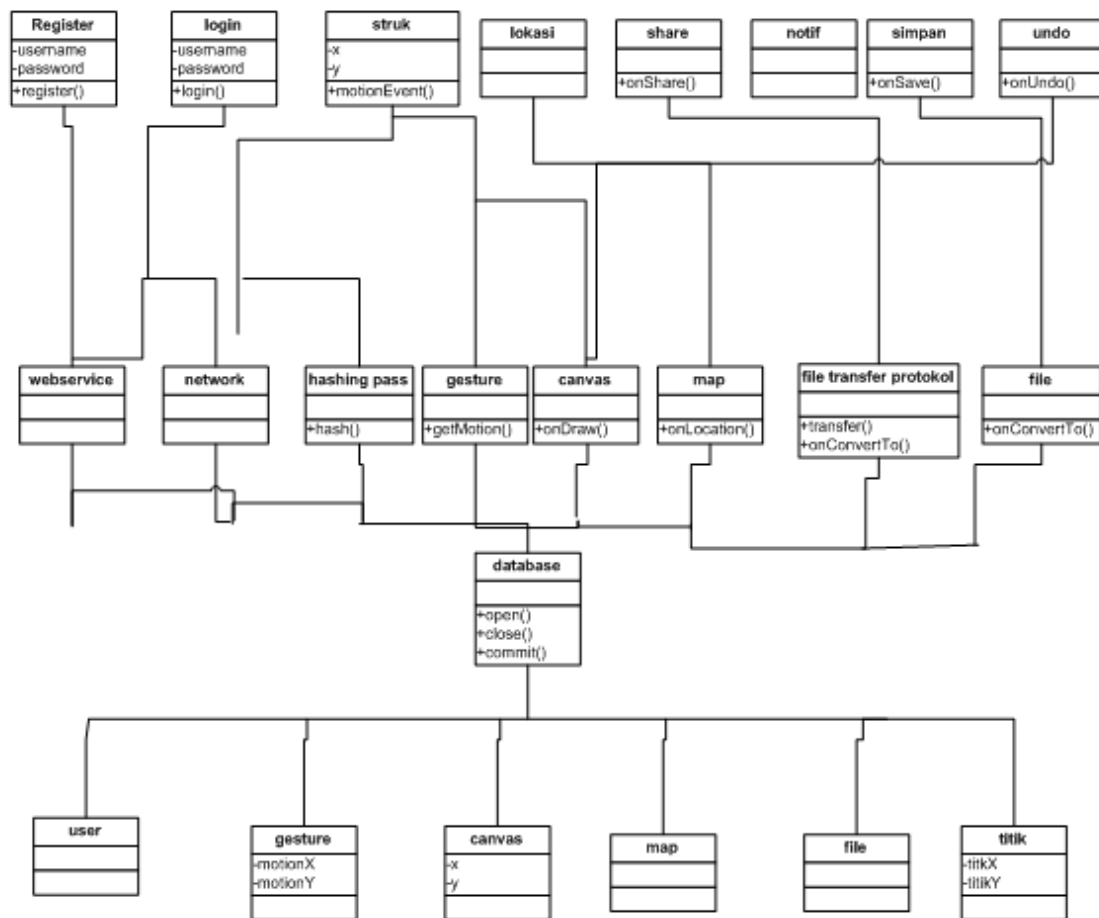 Register
-username
-password
+register()
login
-username
-password
+login()
struk
-x
-y
+motionEvent()
lokasi
share
+onShare()
notif
simpan
+onSave()
undo
+onUndo()
webservice
network
hashing pass
+hash()
gesture
+getMotion()
canvas
+onDraw()
map
+onLocation()
file transfer protokol
+transfer()
+onConvertTo()
file
+onConvertTo()
database
+open()
+close()
+commit()
user
gesture
-motionX
-motionY
canvas
-x
-y
map
file
titik
-titkX
-titikY